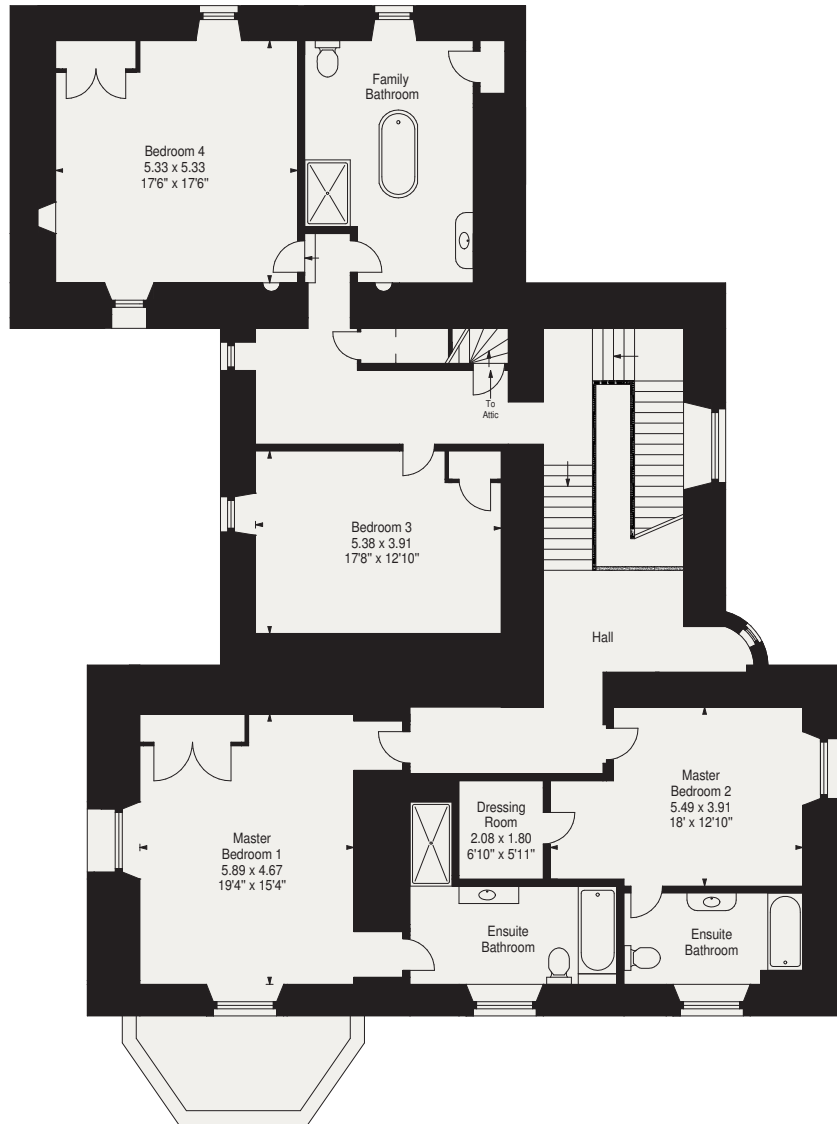 Family
Bathroom
Bedroom 4
5.33 x 5.33
17'6" x 17'6"
To
Attic
Bedroom 3
5.38 x 3.91
17'8" x 12'10"
Hall
Master
Bedroom 2
5.49 x 3.91
18' x 12'10"
Dressing
Room
2.08 x 1.80
6'10" x 5'11"
Master
Bedroom 1
5.89 x 4.67
19'4" x 15'4"
Ensuite
Bathroom
Ensuite
Bathroom